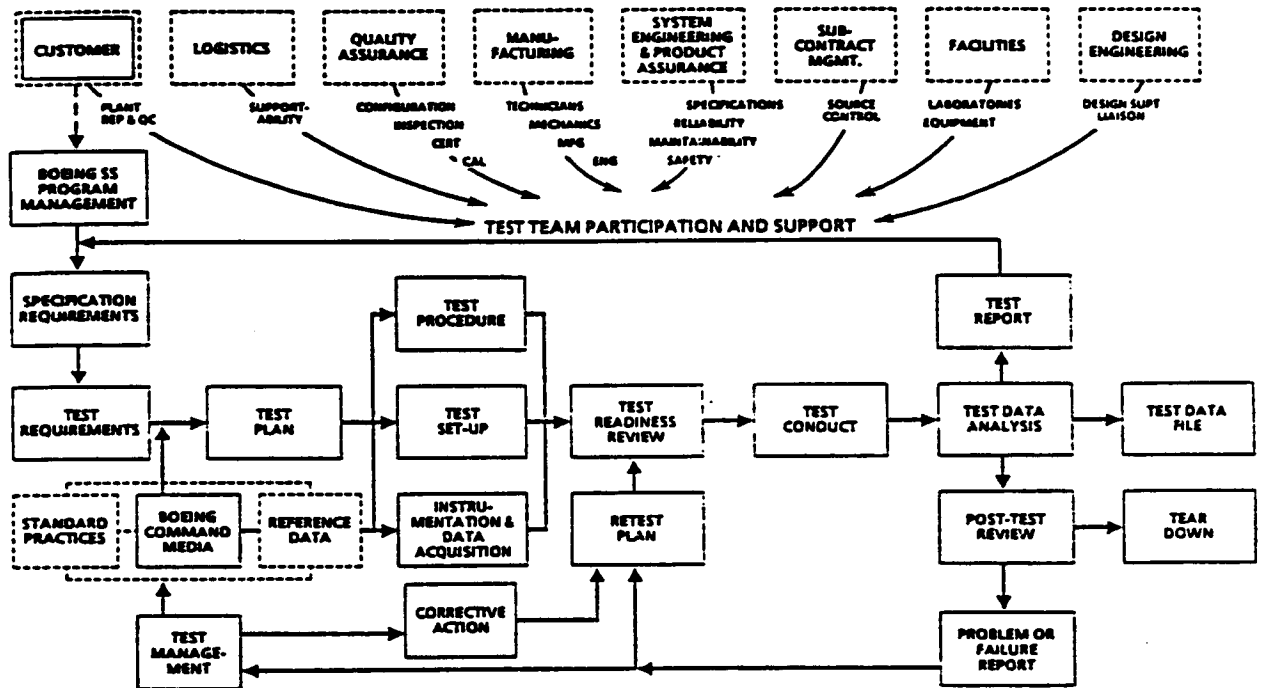 CUSTOMER
LOGISTICS
QUALITY
ASSURANCE
MANU-
FACTURING
SYSTEM
ENGINEERING
& PRODUCT
ASSURANCE
SUB-
CONTRACT
MGMT.
FACILITIES
DESIGN
ENGINEERING
PLANT
REP & QC
SUPPORT-
ABILITY
CONFIGURATION
INSPECTION
CERT
CAL
TECHNICIANS
MECHANICS
MFG
ENG
SPECIFICATIONS
RELIABILITY
MAINTAINABILITY
SAFETY
SOURCE
CONTROL
LABORATORIES
EQUIPMENT
DESIGN SUPT
LIAISON
BOEING SS
PROGRAM
MANAGEMENT
TEST TEAM PARTICIPATION AND SUPPORT
SPECIFICATION
REQUIREMENTS
TEST
PROCEDURE
TEST
REPORT
TEST
REQUIREMENTS
TEST
PLAN
TEST
SET-UP
TEST
READINESS
REVIEW
TEST
CONDUCT
TEST DATA
ANALYSIS
TEST DATA
FILE
STANDARD
PRACTICES
BOEING
COMMAND
MEDIA
REFERENCE
DATA
INSTRU-
MENTATION &
DATA
ACQUISITION
RETEST
PLAN
POST-TEST
REVIEW
TEAR
DOWN
TEST
MANAGE-
MENT
CORRECTIVE
ACTION
PROBLEM OR
FAILURE
REPORT